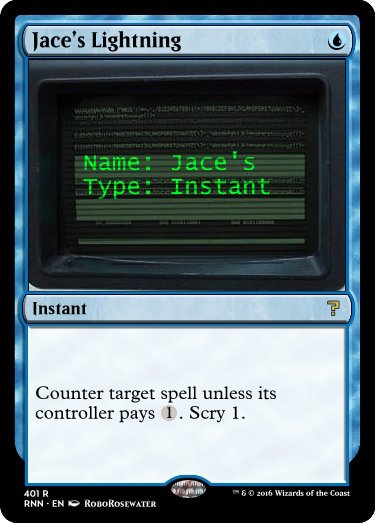 Jace's Lightning
Name: Jace's
Type: Instant
Instant
Counter target spell unless its
controller pays 1. Scry 1.
401 R
RNN • EN RoboRosewater
™ & © 2016 Wizards of the Coast